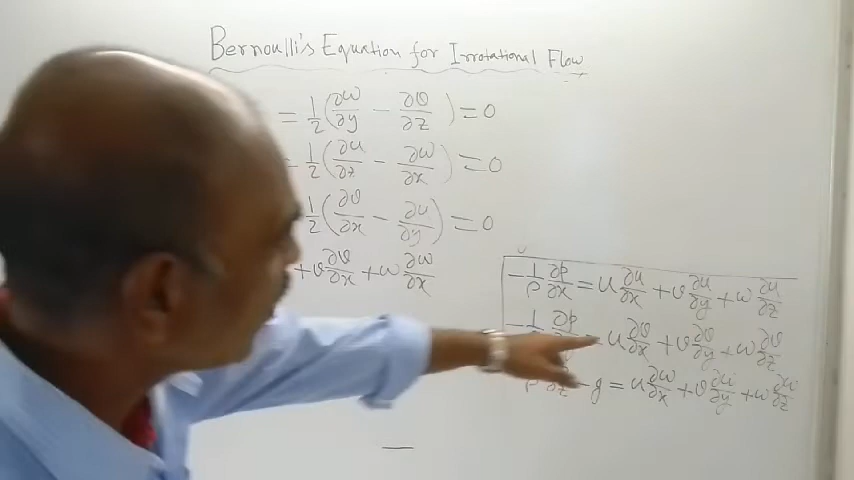 Bernoulli's Equation for Irrotational Flow
= 1/2 (∂w/∂y − ∂v/∂z) = 0
= 1/2 (∂u/∂z − ∂w/∂x) = 0
1/2 (∂v/∂x − ∂u/∂y) = 0
+ v ∂v/∂x + w ∂w/∂x
− 1/ρ ∂p/∂x = u ∂u/∂x + v ∂u/∂y + w ∂u/∂z
− 1 ∂p = u ∂v/∂x + v ∂v/∂y + w ∂v/∂z
ρ ∂z − g = u ∂w/∂x + v ∂w/∂y + w ∂w/∂z